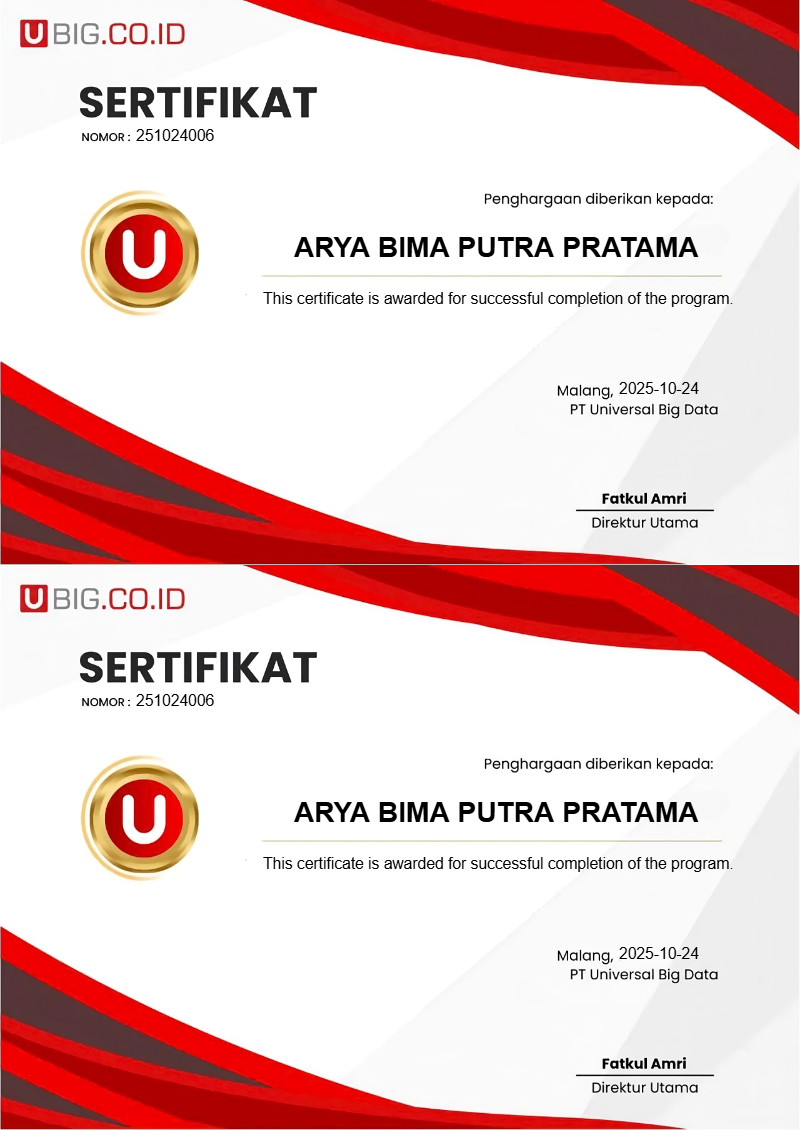 UBIG.CO.ID
SERTIFIKAT
NOMOR : 251024006
Penghargaan diberikan kepada:
U
ARYA BIMA PUTRA PRATAMA
This certificate is awarded for successful completion of the program.
Malang, 2025-10-24
PT Universal Big Data
Fatkul Amri
Direktur Utama
UBIG.CO.ID
SERTIFIKAT
NOMOR : 251024006
Penghargaan diberikan kepada:
U
ARYA BIMA PUTRA PRATAMA
This certificate is awarded for successful completion of the program.
Malang, 2025-10-24
PT Universal Big Data
Fatkul Amri
Direktur Utama